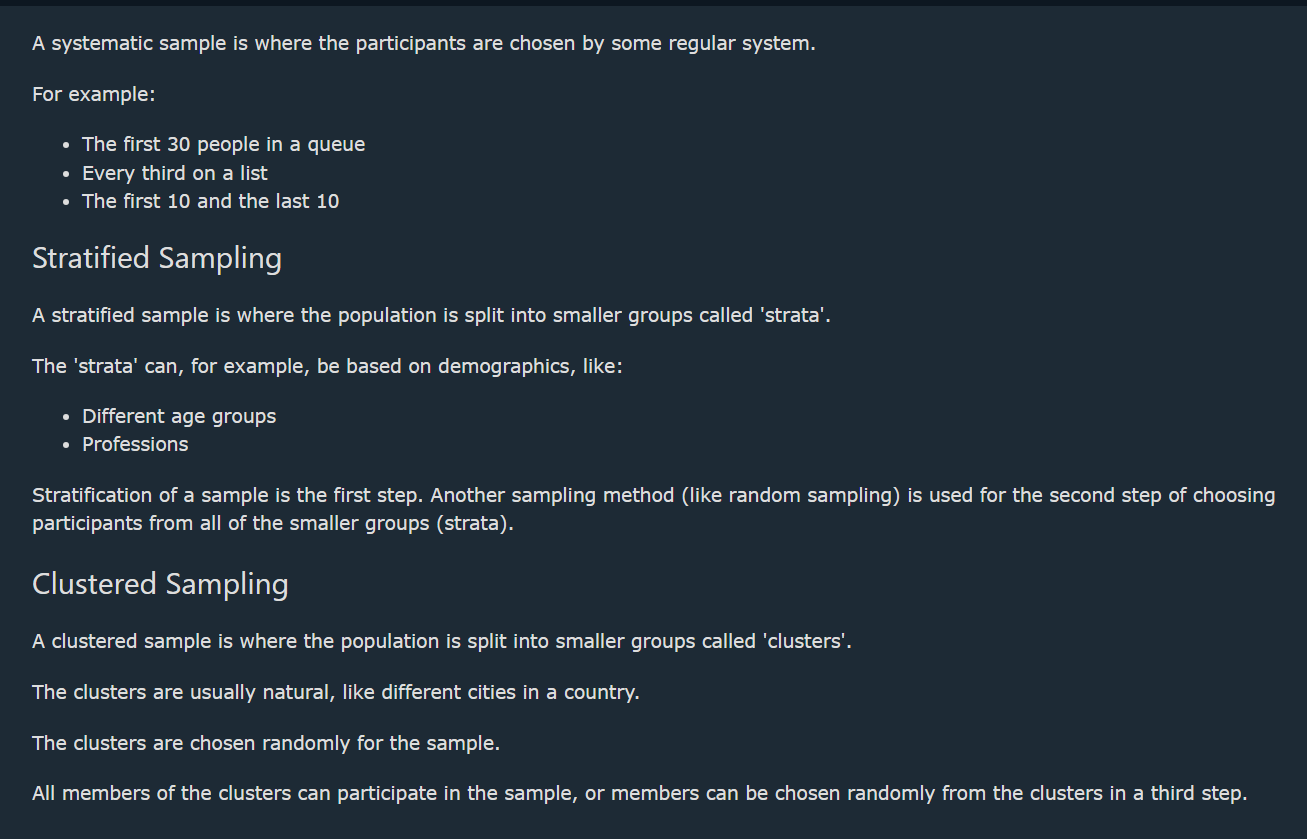 A systematic sample is where the participants are chosen by some regular system.
For example:
• The first 30 people in a queue
• Every third on a list
• The first 10 and the last 10
Stratified Sampling
A stratified sample is where the population is split into smaller groups called 'strata'.
The 'strata' can, for example, be based on demographics, like:
• Different age groups
• Professions
Stratification of a sample is the first step. Another sampling method (like random sampling) is used for the second step of choosing
participants from all of the smaller groups (strata).
Clustered Sampling
A clustered sample is where the population is split into smaller groups called 'clusters'.
The clusters are usually natural, like different cities in a country.
The clusters are chosen randomly for the sample.
All members of the clusters can participate in the sample, or members can be chosen randomly from the clusters in a third step.